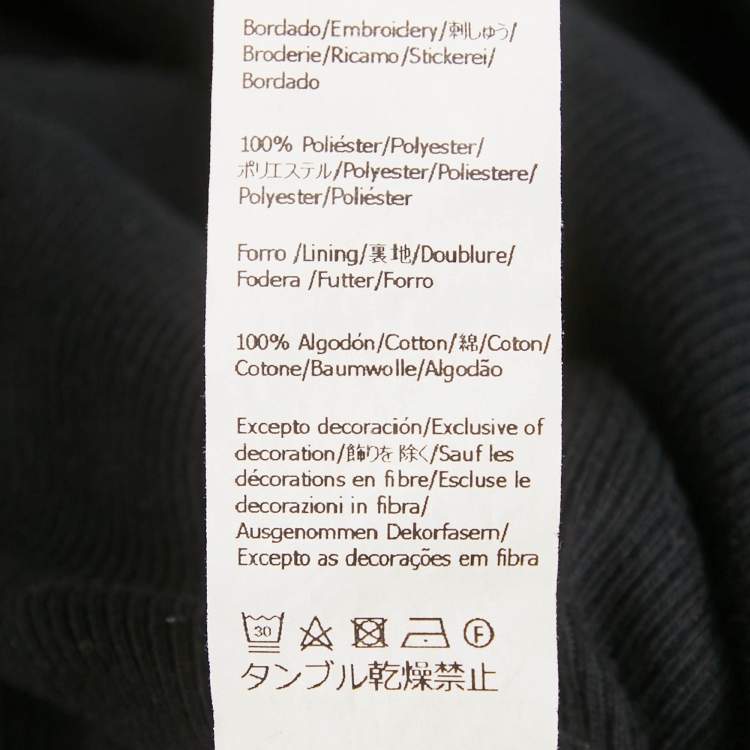 Bordado/Embroidery/刺しゅう/
Broderie/Ricamo/Stickerei/
Bordado
100% Poliéster/Polyester/
ポリエステル/Polyester/Poliestere/
Polyester/Poliéster
Forro /Lining/裏地/Doublure/
Fodera /Futter/Forro
100% Algodón/Cotton/綿/Coton/
Cotone/Baumwolle/Algodão
Excepto decoración/Exclusive of
decoration/飾りを除く/Sauf les
décorations en fibre/Escluse le
decorazioni in fibra/
Ausgenommen Dekorfasern/
Excepto as decorações em fibra
30 F
タンブル乾燥禁止